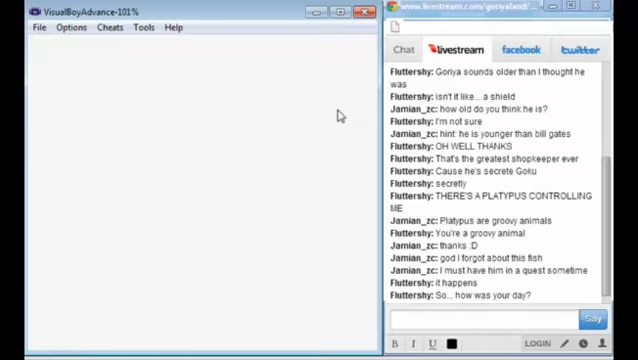 VisualBoyAdvance-101%
File Options Cheats Tools Help
www.livestream.com/goriyaland/...
Chat livestream facebook twitter
Fluttershy: Goriya sounds older than I thought he
was
Fluttershy: isn't it like... a shield
Jamian_zc: how old do you think he is?
Fluttershy: I'm not sure
Jamian_zc: hint: he is younger than bill gates
Fluttershy: OH WELL THANKS
Fluttershy: That's the greatest shopkeeper ever
Fluttershy: Cause he's secrete Goku
Fluttershy: secretly
Fluttershy: THERE'S A PLATYPUS CONTROLLING
ME
Jamian_zc: Platypus are groovy animals
Fluttershy: You're a groovy animal
Jamian_zc: thanks :D
Jamian_zc: god I forgot about this fish
Jamian_zc: I must have him in a quest sometime
Fluttershy: it happens
Fluttershy: So... how was your day?
Say
B I U LOGIN